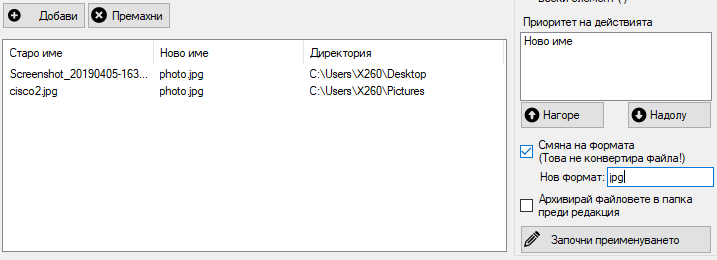 Добави
Премахни
Старо име
Ново име
Директория
Screenshot_20190405-163...
photo.jpg
C:\Users\X260\Desktop
cisco2.jpg
photo.jpg
C:\Users\X260\Pictures
Приоритет на действията
Ново име
Нагоре
Надолу
Смяна на формата
(Това не конвертира файла!)
Нов формат:
jpg
Архивирай файловете в папка
преди редакция
Започни преименуването